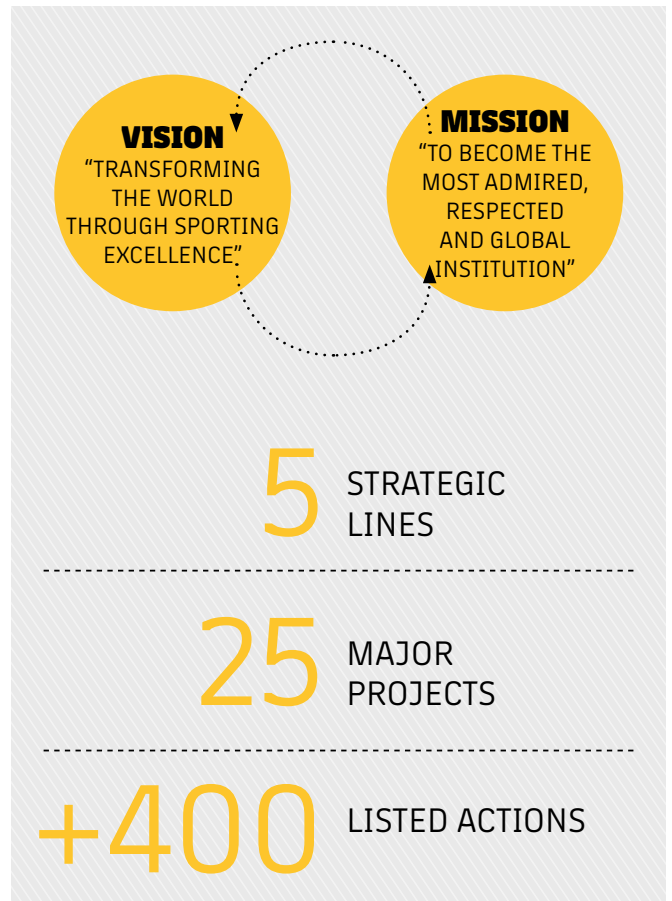 VISION
“TRANSFORMING
THE WORLD
THROUGH SPORTING
EXCELLENCE”
MISSION
“TO BECOME THE
MOST ADMIRED,
RESPECTED
AND GLOBAL
INSTITUTION”
5 STRATEGIC
LINES
25 MAJOR
PROJECTS
+400 LISTED ACTIONS